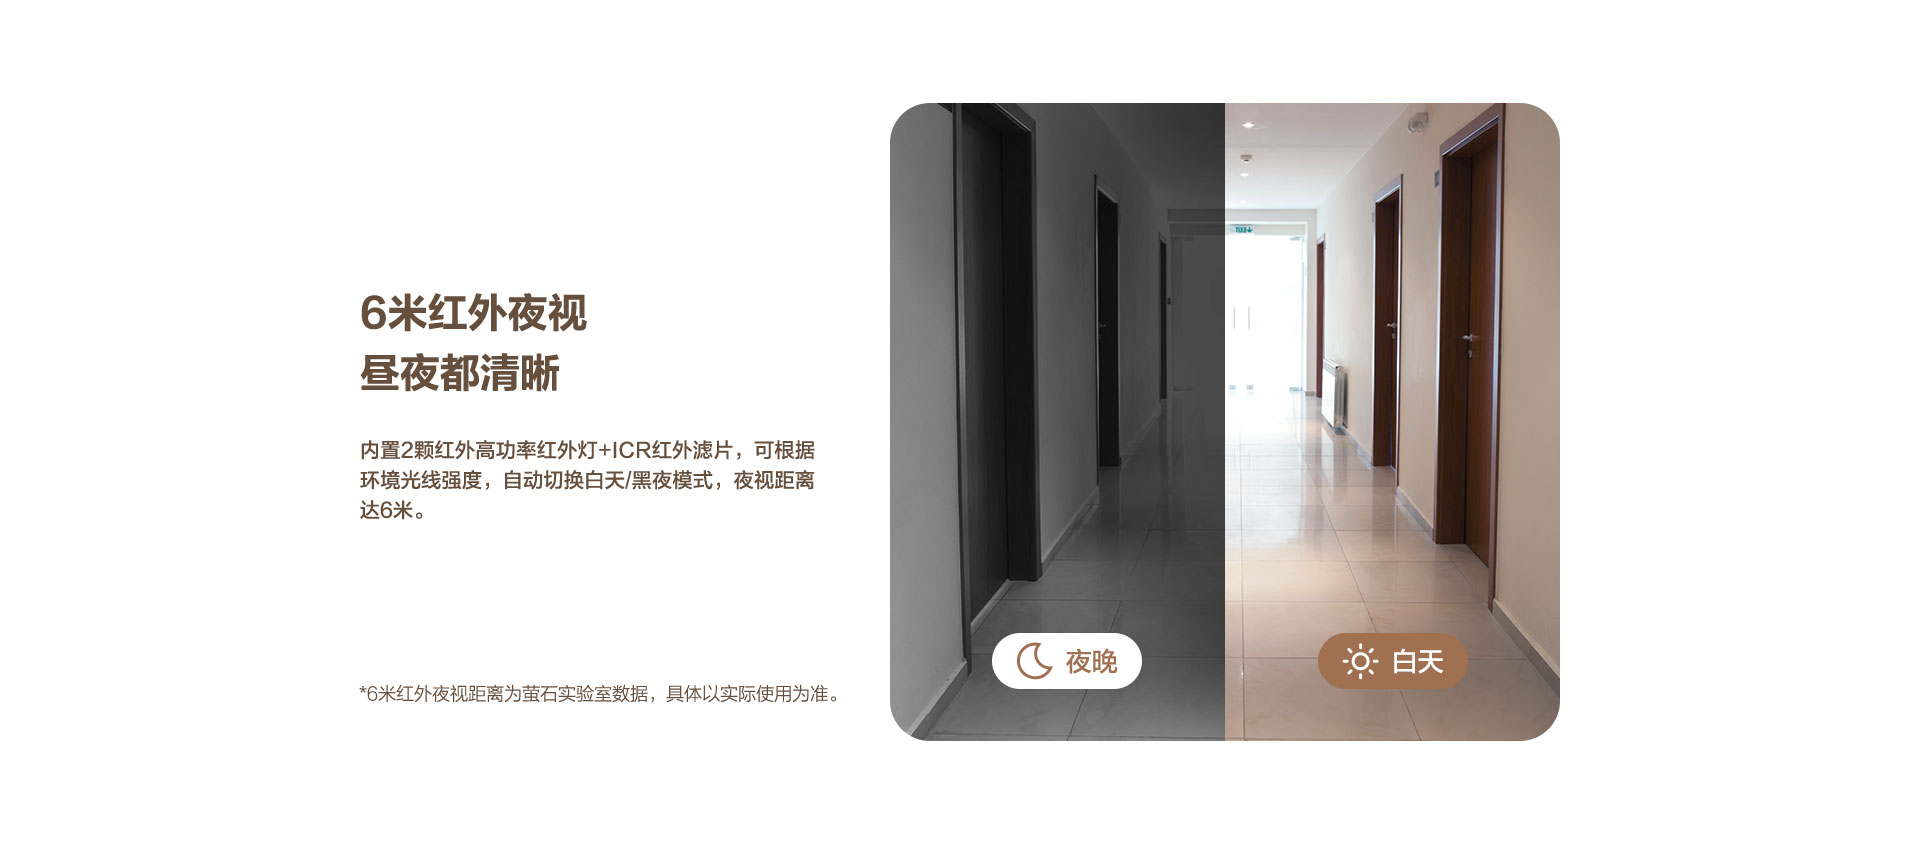 6米红外夜视
昼夜都清晰
内置2颗红外高功率红外灯+ICR红外滤片，可根据
环境光线强度，自动切换白天/黑夜模式，夜视距离
达6米。
*6米红外夜视距离为萤石实验室数据，具体以实际使用为准。
夜晚
白天